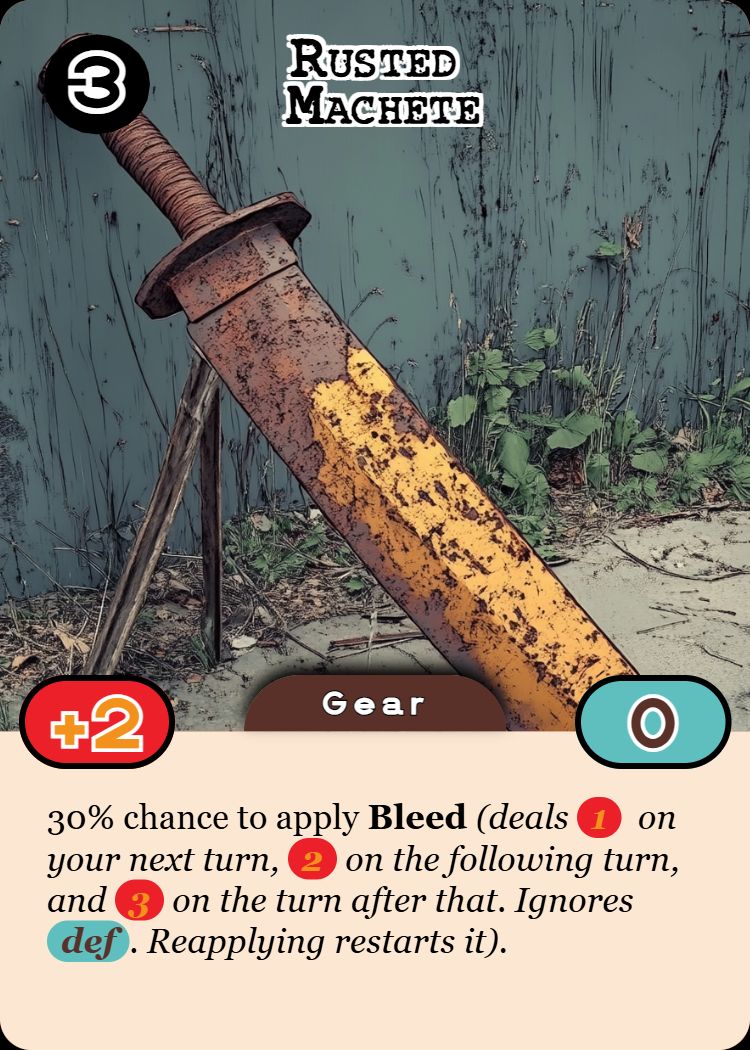 3
Rusted
Machete
Gear
+2
0
30% chance to apply Bleed (deals 1 on
your next turn, 2 on the following turn,
and 3 on the turn after that. Ignores
def. Reapplying restarts it).